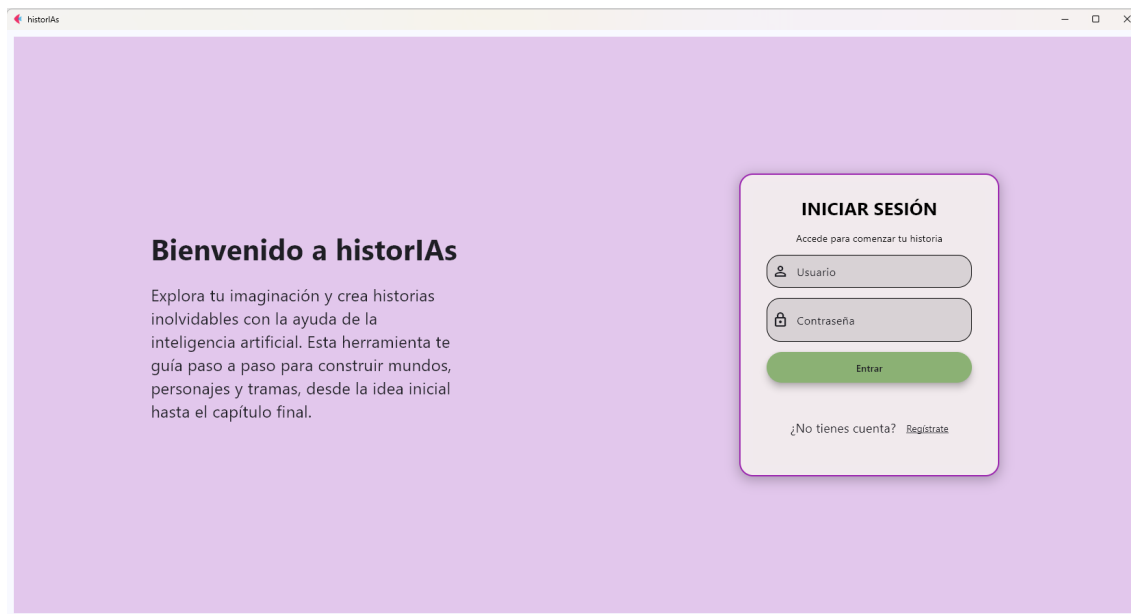 historIAs
Bienvenido a historIAs
Explora tu imaginación y crea historias
inolvidables con la ayuda de la
inteligencia artificial. Esta herramienta te
guía paso a paso para construir mundos,
personajes y tramas, desde la idea inicial
hasta el capítulo final.
INICIAR SESIÓN
Accede para comenzar tu historia
Usuario
Contraseña
Entrar
¿No tienes cuenta? Regístrate